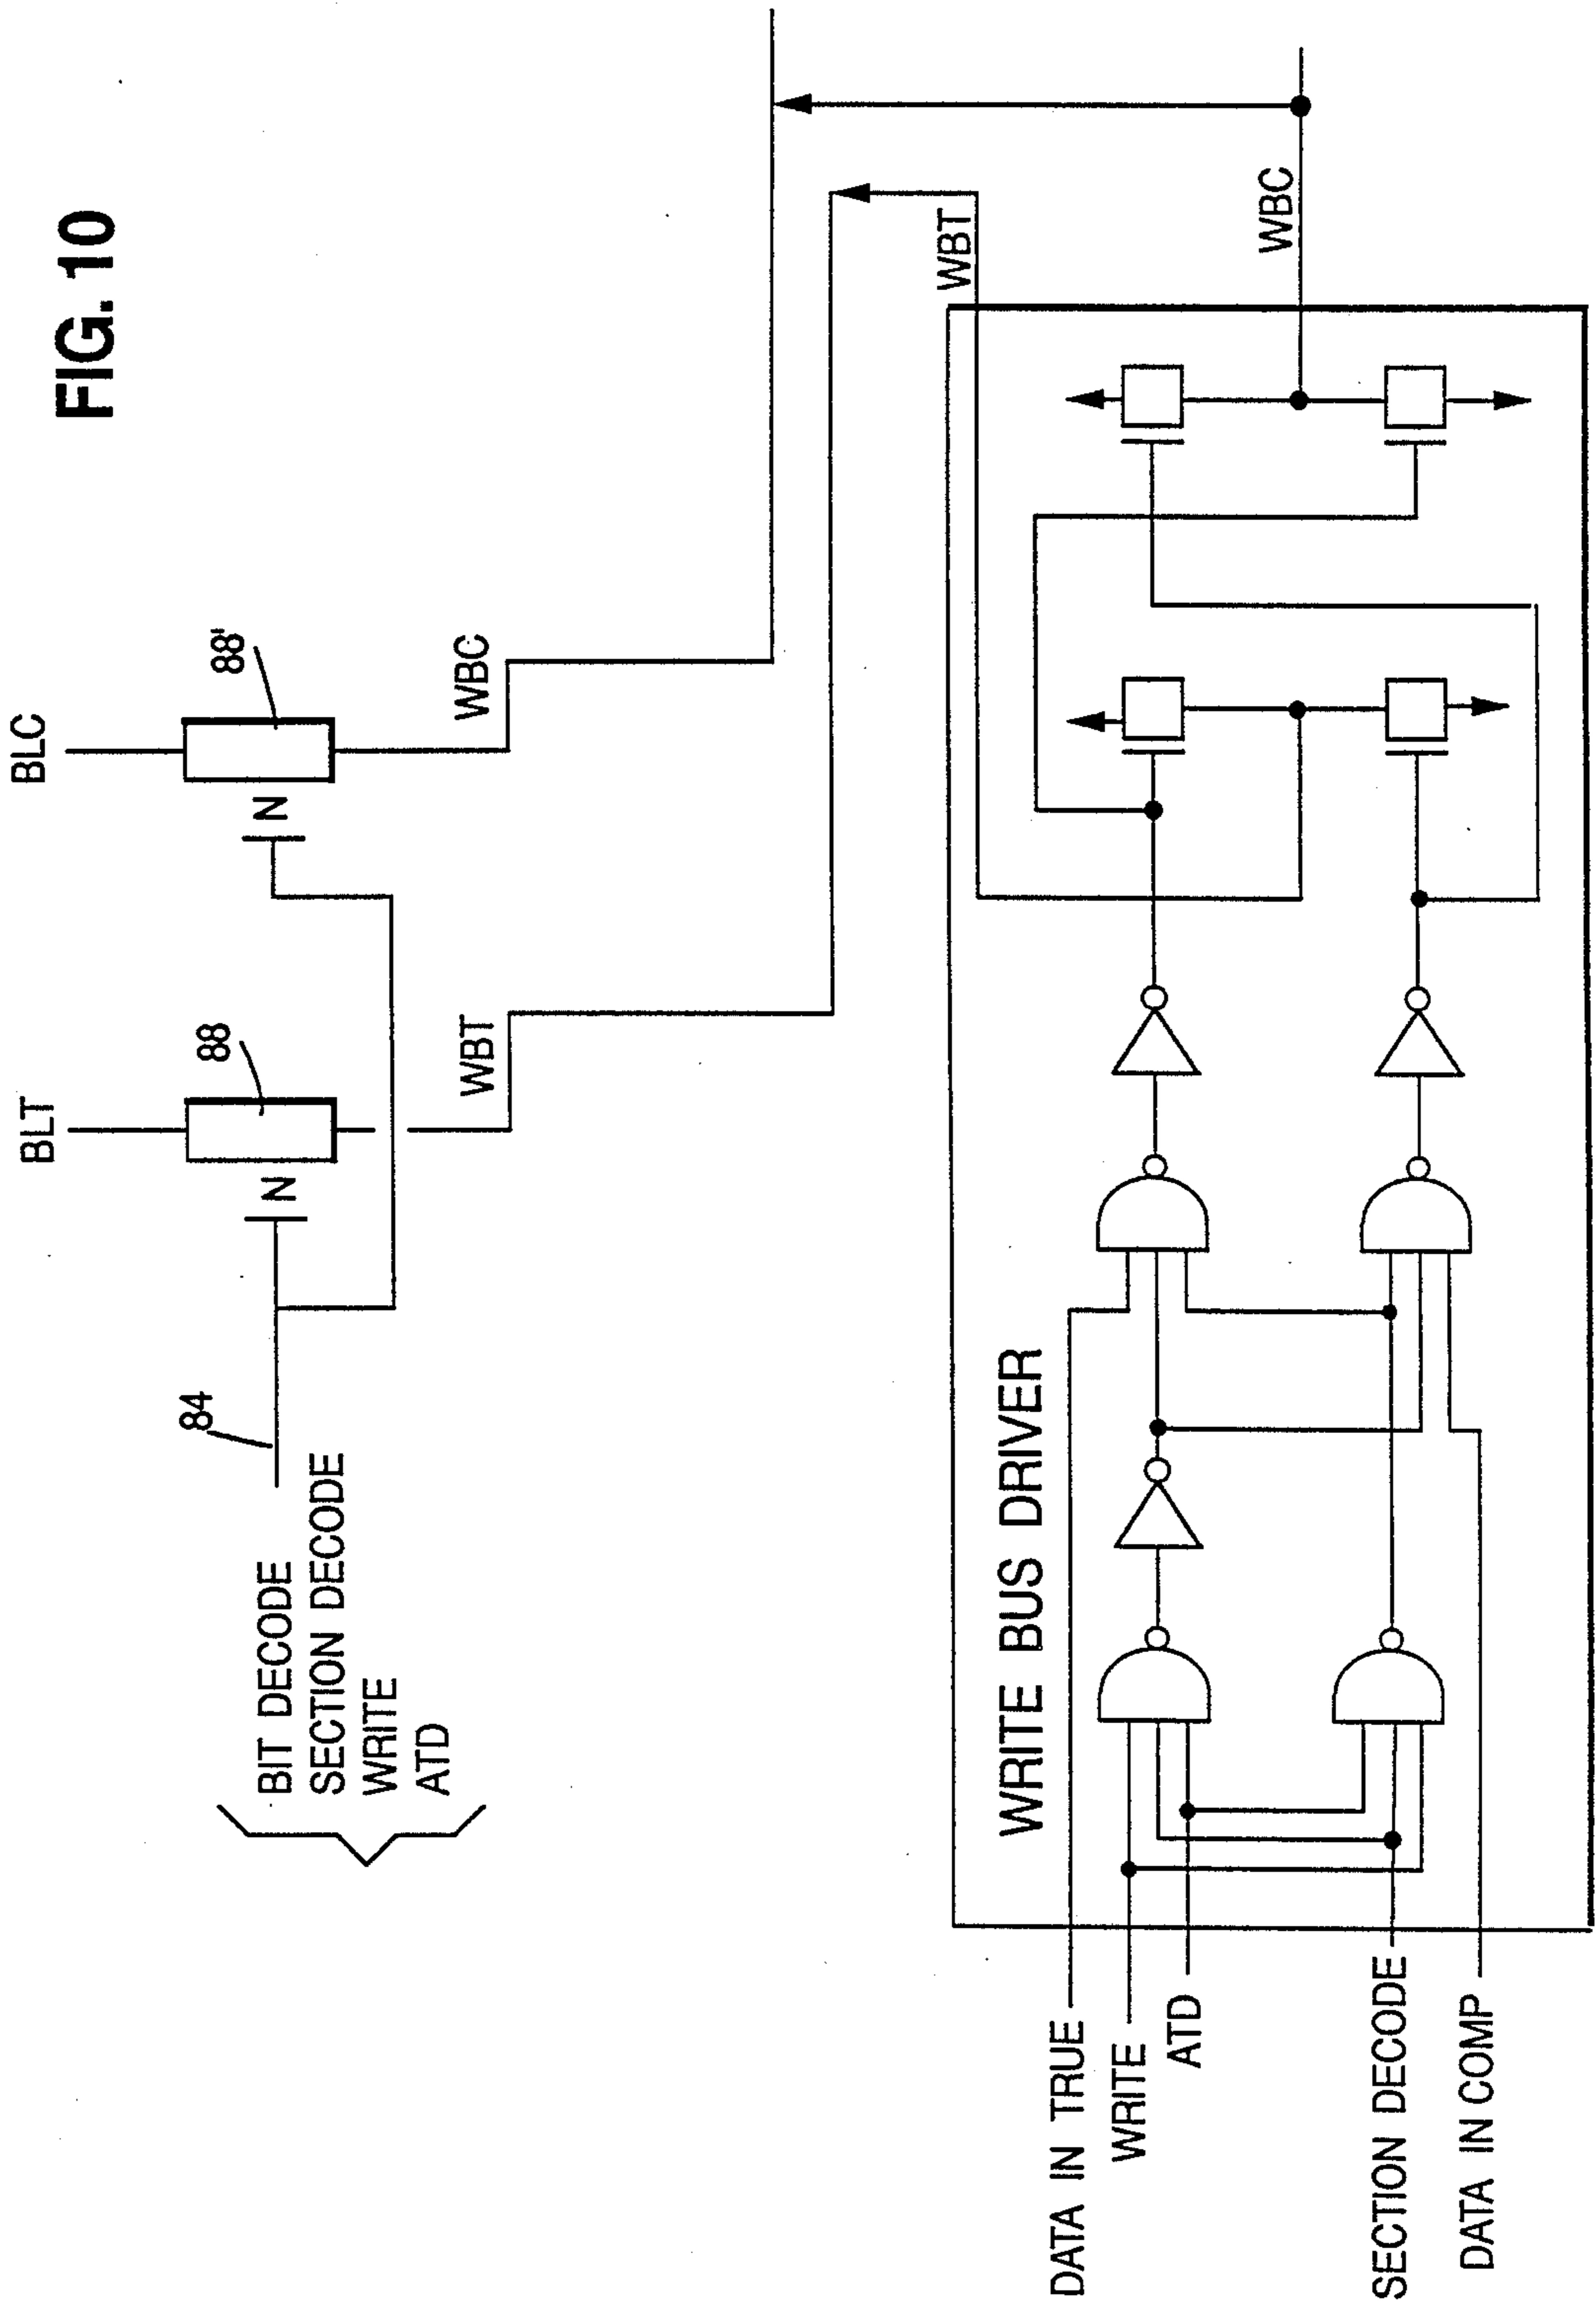 FIG. 10
BLT
BLC
84
88
88'
N
N
BIT DECODE
SECTION DECODE
WRITE
ATD
WBT
WBC
WBT
WBC
WRITE BUS DRIVER
DATA IN TRUE
WRITE
ATD
SECTION DECODE
DATA IN COMP